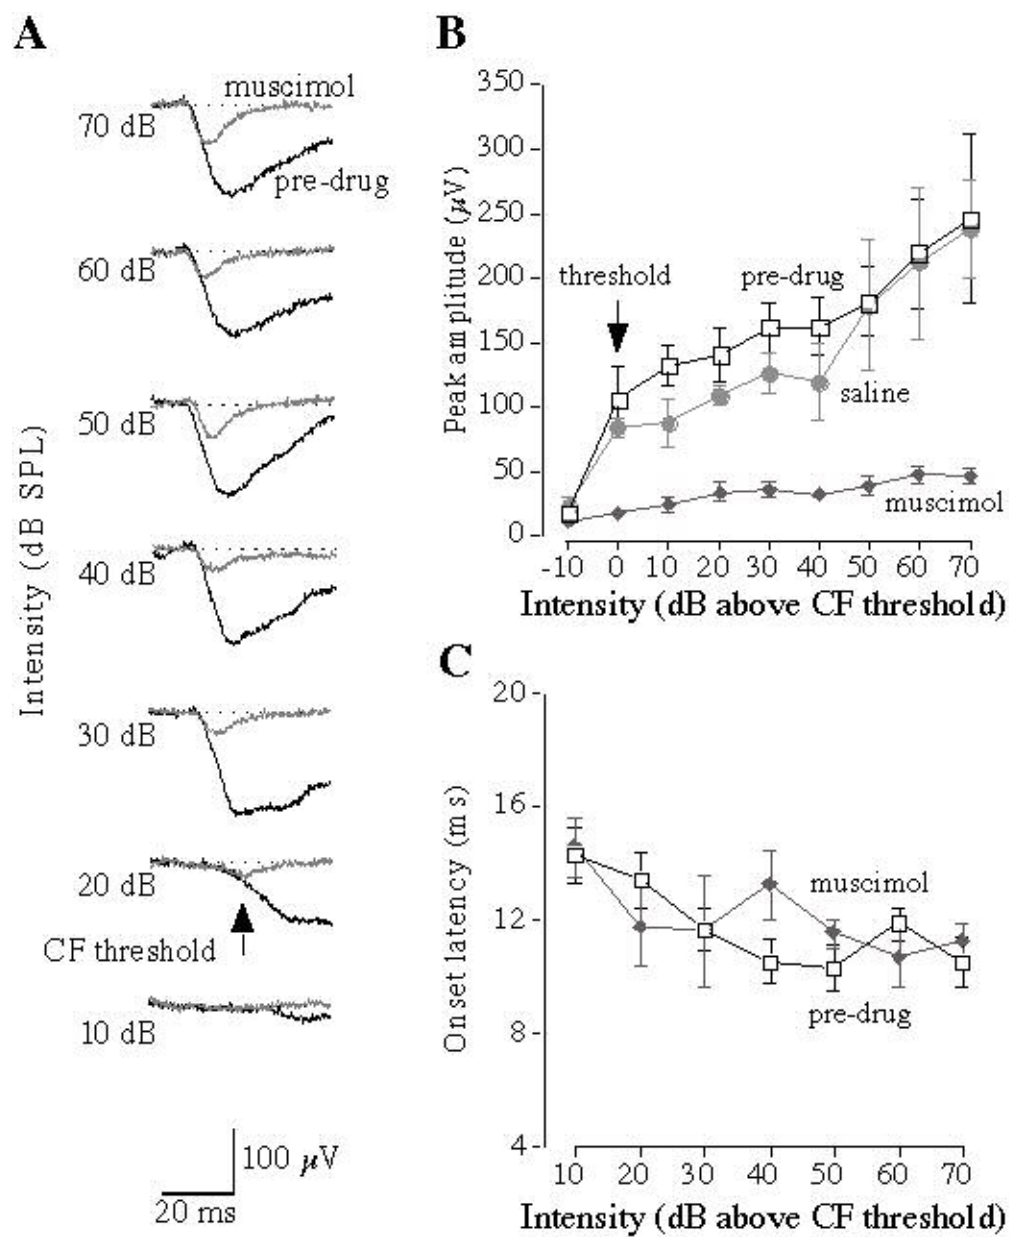 A
Intensity (dB SPL)
muscimol
70 dB
pre-drug
60 dB
50 dB
40 dB
30 dB
20 dB
CF threshold
10 dB
100 μV
20 ms
B
Peak amplitude (μV)
350
300
250
200
150
100
50
0
threshold
pre-drug
saline
muscimol
-10 0 10 20 30 40 50 60 70
Intensity (dB above CF threshold)
C
Onset latency (ms)
20
16
12
8
4
muscimol
pre-drug
10 20 30 40 50 60 70
Intensity (dB above CF threshold)